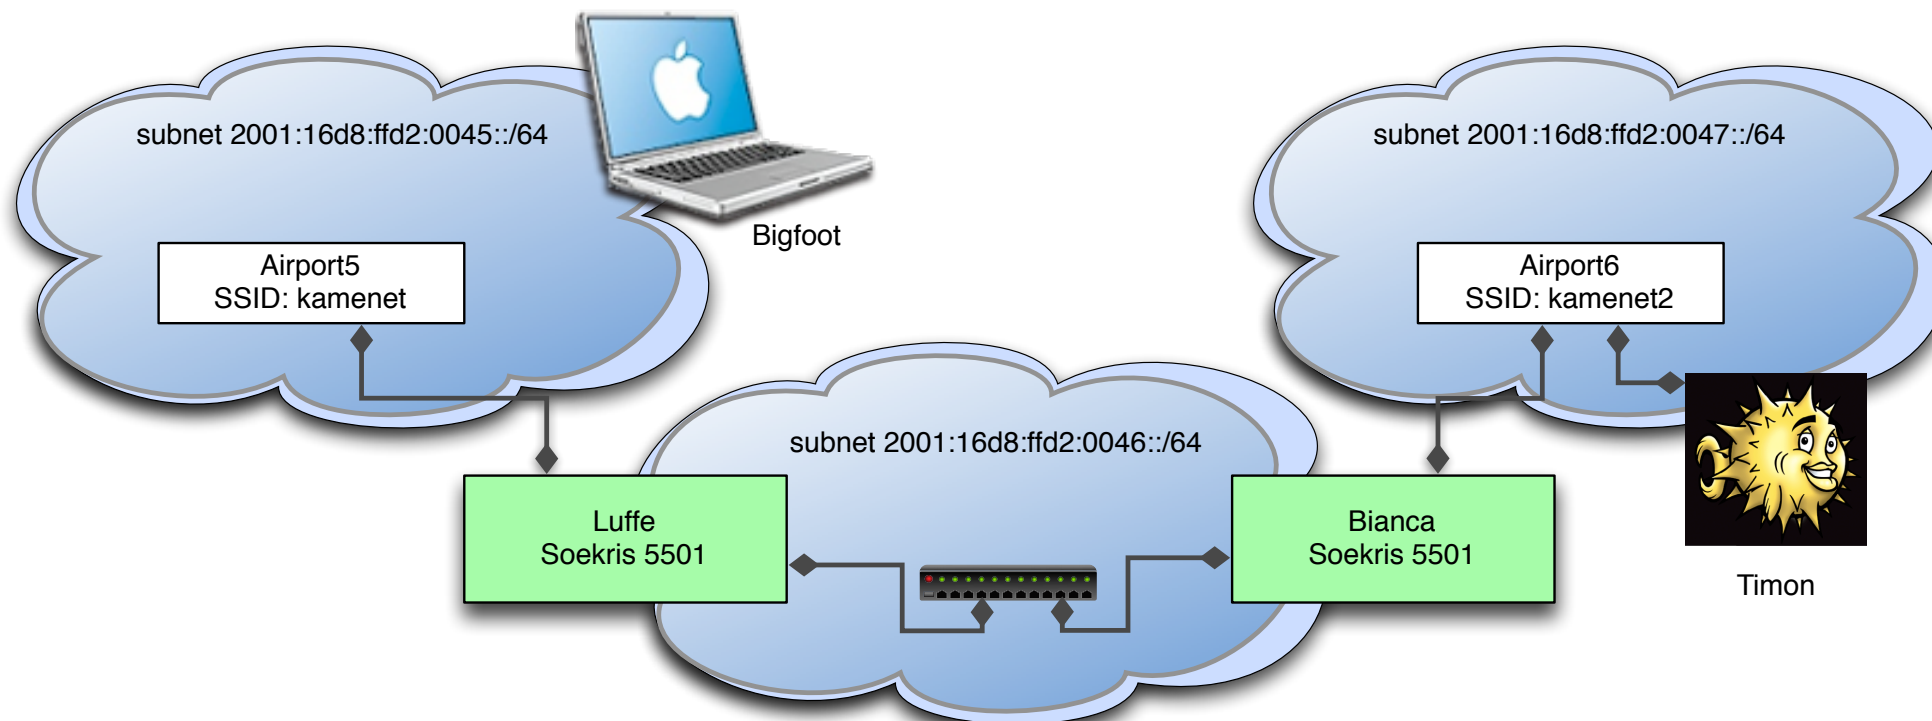 subnet 2001:16d8:ffd2:0045::/64
Bigfoot
Airport5
SSID: kamenet
subnet 2001:16d8:ffd2:0047::/64
Airport6
SSID: kamenet2
subnet 2001:16d8:ffd2:0046::/64
Luffe
Soekris 5501
Bianca
Soekris 5501
Timon